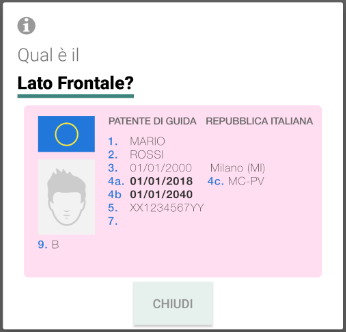 Qual è il
Lato Frontale?
PATENTE DI GUIDA REPUBBLICA ITALIANA
1. MARIO
2. ROSSI
3. 01/01/2000 Milano (MI)
4a. 01/01/2018 4c. MC-PV
4b 01/01/2040
5. XX1234567YY
7.
9. B
CHIUDI